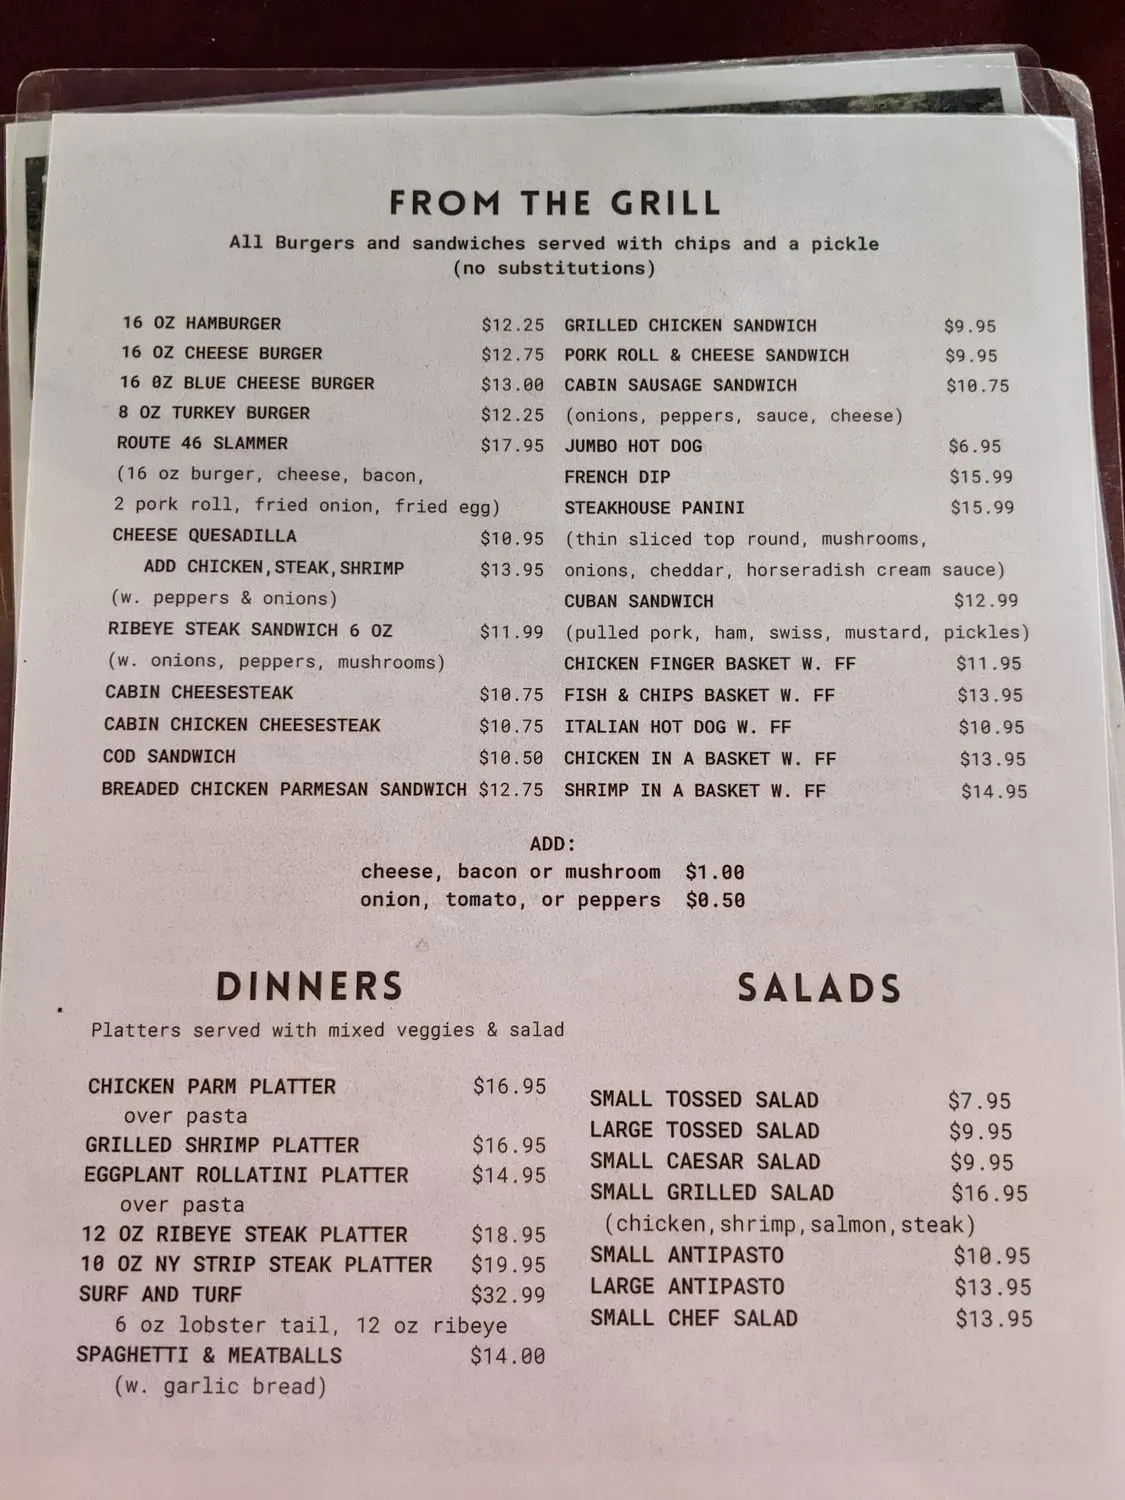 FROM THE GRILL
All Burgers and sandwiches served with chips and a pickle
(no substitutions)
16 OZ HAMBURGER $12.25
16 OZ CHEESE BURGER $12.75
16 0Z BLUE CHEESE BURGER $13.00
8 OZ TURKEY BURGER $12.25
ROUTE 46 SLAMMER $17.95
(16 oz burger, cheese, bacon,
2 pork roll, fried onion, fried egg)
CHEESE QUESADILLA $10.95
ADD CHICKEN,STEAK,SHRIMP $13.95
(w. peppers & onions)
RIBEYE STEAK SANDWICH 6 OZ $11.99
(w. onions, peppers, mushrooms)
CABIN CHEESESTEAK $10.75
CABIN CHICKEN CHEESESTEAK $10.75
COD SANDWICH $10.50
BREADED CHICKEN PARMESAN SANDWICH $12.75
GRILLED CHICKEN SANDWICH $9.95
PORK ROLL & CHEESE SANDWICH $9.95
CABIN SAUSAGE SANDWICH $10.75
(onions, peppers, sauce, cheese)
JUMBO HOT DOG $6.95
FRENCH DIP $15.99
STEAKHOUSE PANINI $15.99
(thin sliced top round, mushrooms,
onions, cheddar, horseradish cream sauce)
CUBAN SANDWICH $12.99
(pulled pork, ham, swiss, mustard, pickles)
CHICKEN FINGER BASKET W. FF $11.95
FISH & CHIPS BASKET W. FF $13.95
ITALIAN HOT DOG W. FF $10.95
CHICKEN IN A BASKET W. FF $13.95
SHRIMP IN A BASKET W. FF $14.95
ADD:
cheese, bacon or mushroom $1.00
onion, tomato, or peppers $0.50
DINNERS
Platters served with mixed veggies & salad
CHICKEN PARM PLATTER $16.95
over pasta
GRILLED SHRIMP PLATTER $16.95
EGGPLANT ROLLATINI PLATTER $14.95
over pasta
12 OZ RIBEYE STEAK PLATTER $18.95
10 OZ NY STRIP STEAK PLATTER $19.95
SURF AND TURF $32.99
6 oz lobster tail, 12 oz ribeye
SPAGHETTI & MEATBALLS $14.00
(w. garlic bread)
SALADS
SMALL TOSSED SALAD $7.95
LARGE TOSSED SALAD $9.95
SMALL CAESAR SALAD $9.95
SMALL GRILLED SALAD $16.95
(chicken,shrimp,salmon,steak)
SMALL ANTIPASTO $10.95
LARGE ANTIPASTO $13.95
SMALL CHEF SALAD $13.95